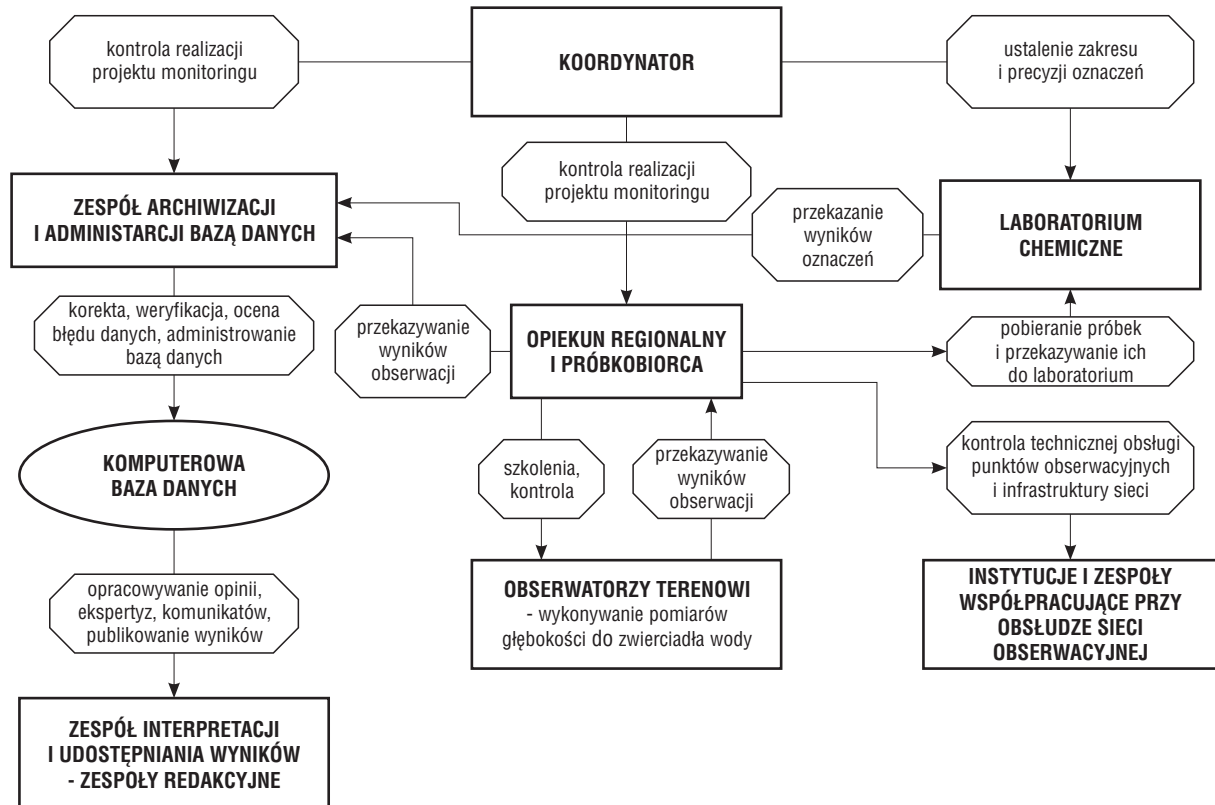 kontrola realizacji
projektu monitoringu
KOORDYNATOR
ustalenie zakresu
i precyzji oznaczeń
kontrola realizacji
projektu monitoringu
ZESPÓŁ ARCHIWIZACJI
I ADMINISTARCJI BAZĄ DANYCH
przekazanie
wyników
oznaczeń
LABORATORIUM
CHEMICZNE
korekta, weryfikacja, ocena
błędu danych, administrowanie
bazą danych
przekazywanie
wyników
obserwacji
OPIEKUN REGIONALNY
I PRÓBKOBIORCA
pobieranie próbek
i przekazywanie ich
do laboratorium
KOMPUTEROWA
BAZA DANYCH
szkolenia,
kontrola
przekazywanie
wyników
obserwacji
kontrola technicznej obsługi
punktów obserwacyjnych
i infrastruktury sieci
opracowywanie opinii,
ekspertyz, komunikatów,
publikowanie wyników
OBSERWATORZY TERENOWI
- wykonywanie pomiarów
głębokości do zwierciadła wody
INSTYTUCJE I ZESPOŁY
WSPÓŁPRACUJĄCE PRZY
OBSŁUDZE SIECI
OBSERWACYJNEJ
ZESPÓŁ INTERPRETACJI
I UDOSTĘPNIANIA WYNIKÓW
- ZESPOŁY REDAKCYJNE